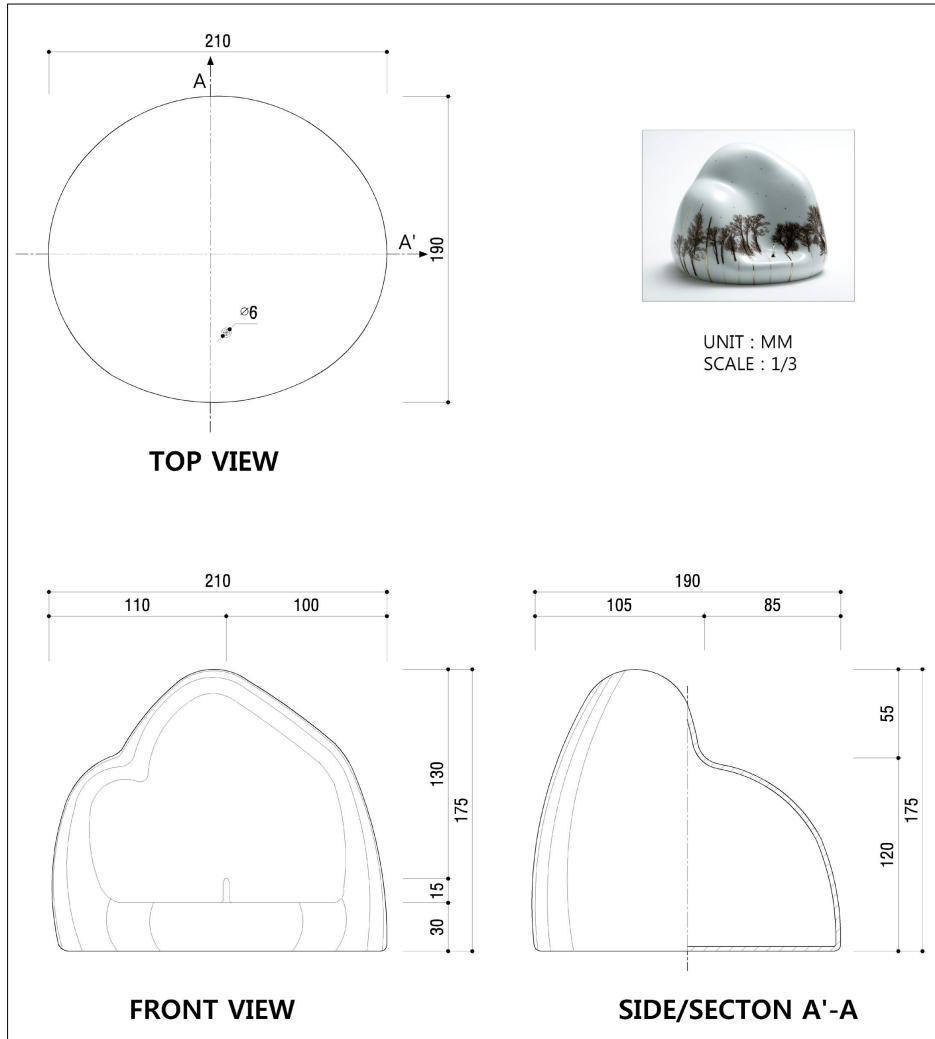 210
A
A'
190
⌀6
UNIT : MM
SCALE : 1/3
TOP VIEW
210
110
100
130
175
15
30
FRONT VIEW
190
105
85
55
175
120
SIDE/SECTON A'-A